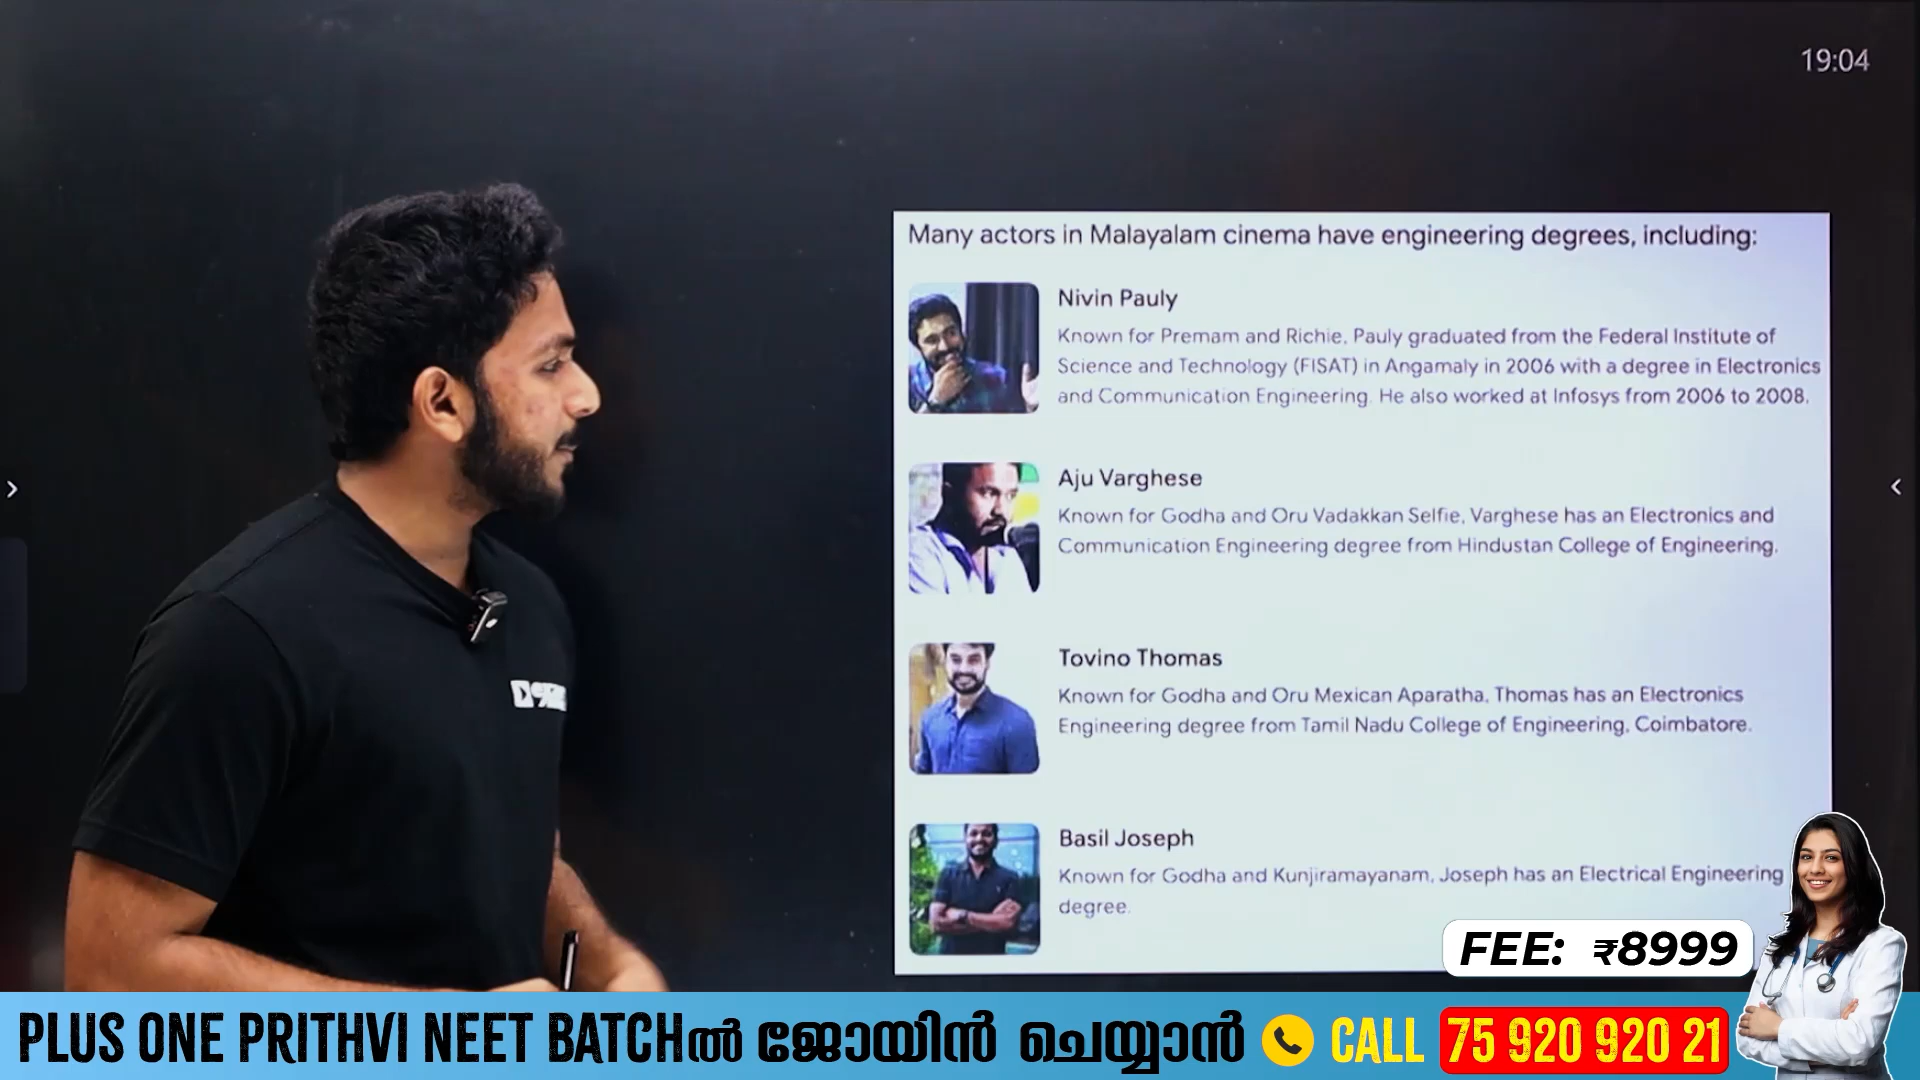 19:04
Many actors in Malayalam cinema have engineering degrees, including:
Nivin Pauly
Known for Premam and Richie, Pauly graduated from the Federal Institute of
Science and Technology (FISAT) in Angamaly in 2006 with a degree in Electronics
and Communication Engineering. He also worked at Infosys from 2006 to 2008.
Aju Varghese
Known for Godha and Oru Vadakkan Selfie, Varghese has an Electronics and
Communication Engineering degree from Hindustan College of Engineering.
Tovino Thomas
Known for Godha and Oru Mexican Aparatha, Thomas has an Electronics
Engineering degree from Tamil Nadu College of Engineering, Coimbatore.
Basil Joseph
Known for Godha and Kunjiramayanam, Joseph has an Electrical Engineering
degree.
FEE: ₹8999
PLUS ONE PRITHVI NEET BATCHൽ ജോയിൻ ചെയ്യാൻ CALL 75 920 920 21